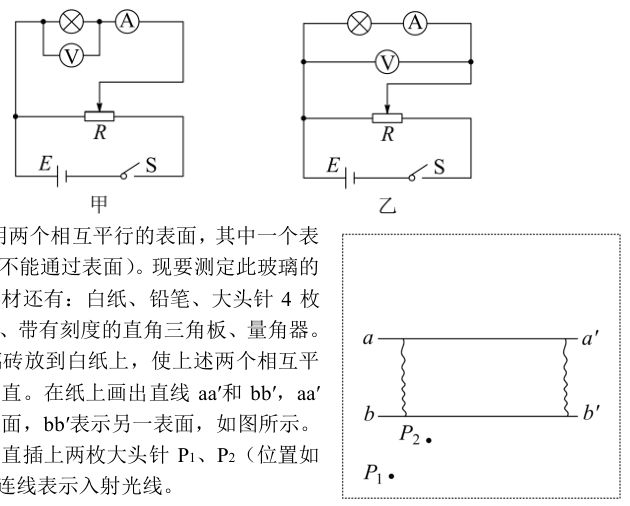 A
V
R
E
S
甲
A
V
R
E
S
乙
明两个相互平行的表面，其中一个表
不能通过表面）。现要测定此玻璃的
材还有：白纸、铅笔、大头针 4 枚
、带有刻度的直角三角板、量角器。
砖放到白纸上，使上述两个相互平
直。在纸上画出直线 aa′和 bb′，aa′
面，bb′表示另一表面，如图所示。
直插上两枚大头针 P₁、P₂（位置如
连线表示入射光线。
a a′
b b′
P₂
P₁